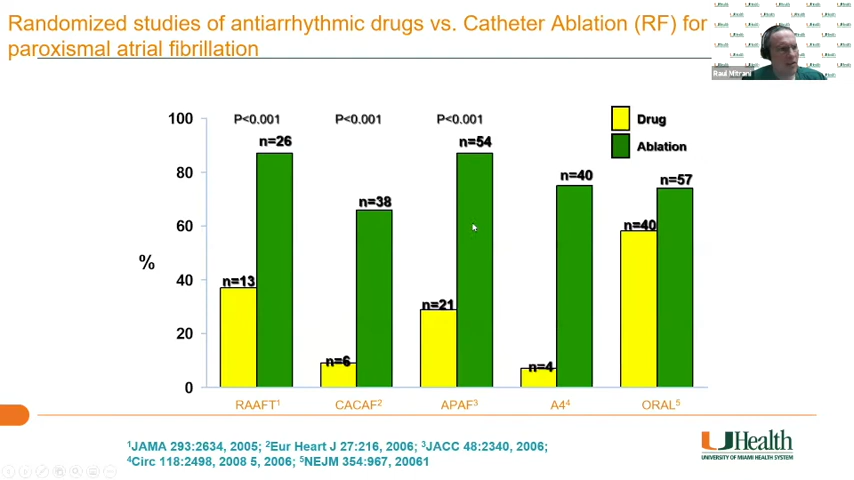 Randomized studies of antiarrhythmic drugs vs. Catheter Ablation (RF) for
paroxismal atrial fibrillation
Raul Mitrani
P<0.001 P<0.001 P<0.001
Drug
Ablation
100
80
60
40
20
0
%
n=26
n=38
n=54
n=40
n=57
n=13
n=6
n=21
n=4
n=40
RAAFT¹ CACAF² APAF³ A4⁴ ORAL⁵
¹JAMA 293:2634, 2005; ²Eur Heart J 27:216, 2006; ³JACC 48:2340, 2006;
⁴Circ 118:2498, 2008 5, 2006; ⁵NEJM 354:967, 20061
UHealth
UNIVERSITY OF MIAMI HEALTH SYSTEM